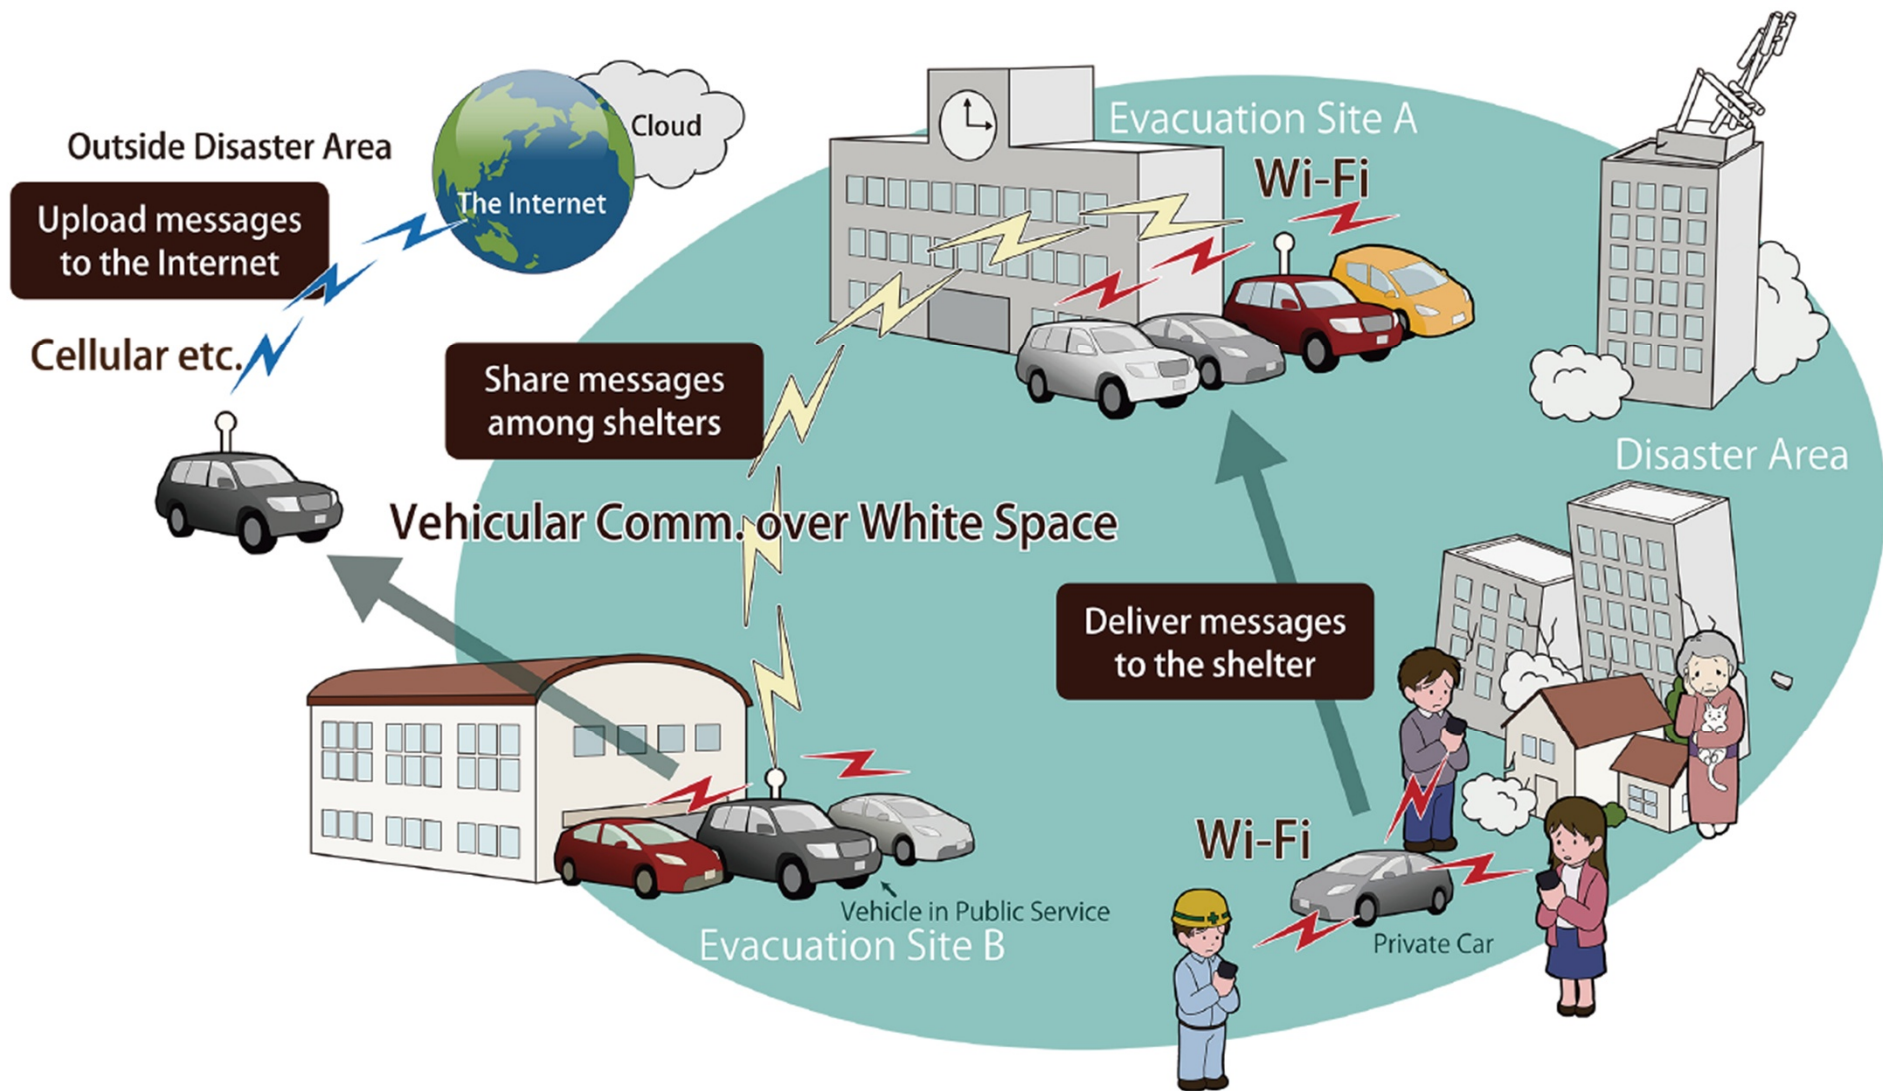 Outside Disaster Area
Cloud
The Internet
Upload messages
to the Internet
Cellular etc.
Evacuation Site A
Wi-Fi
Share messages
among shelters
Disaster Area
Vehicular Comm. over White Space
Deliver messages
to the shelter
Wi-Fi
Vehicle in Public Service
Evacuation Site B
Private Car